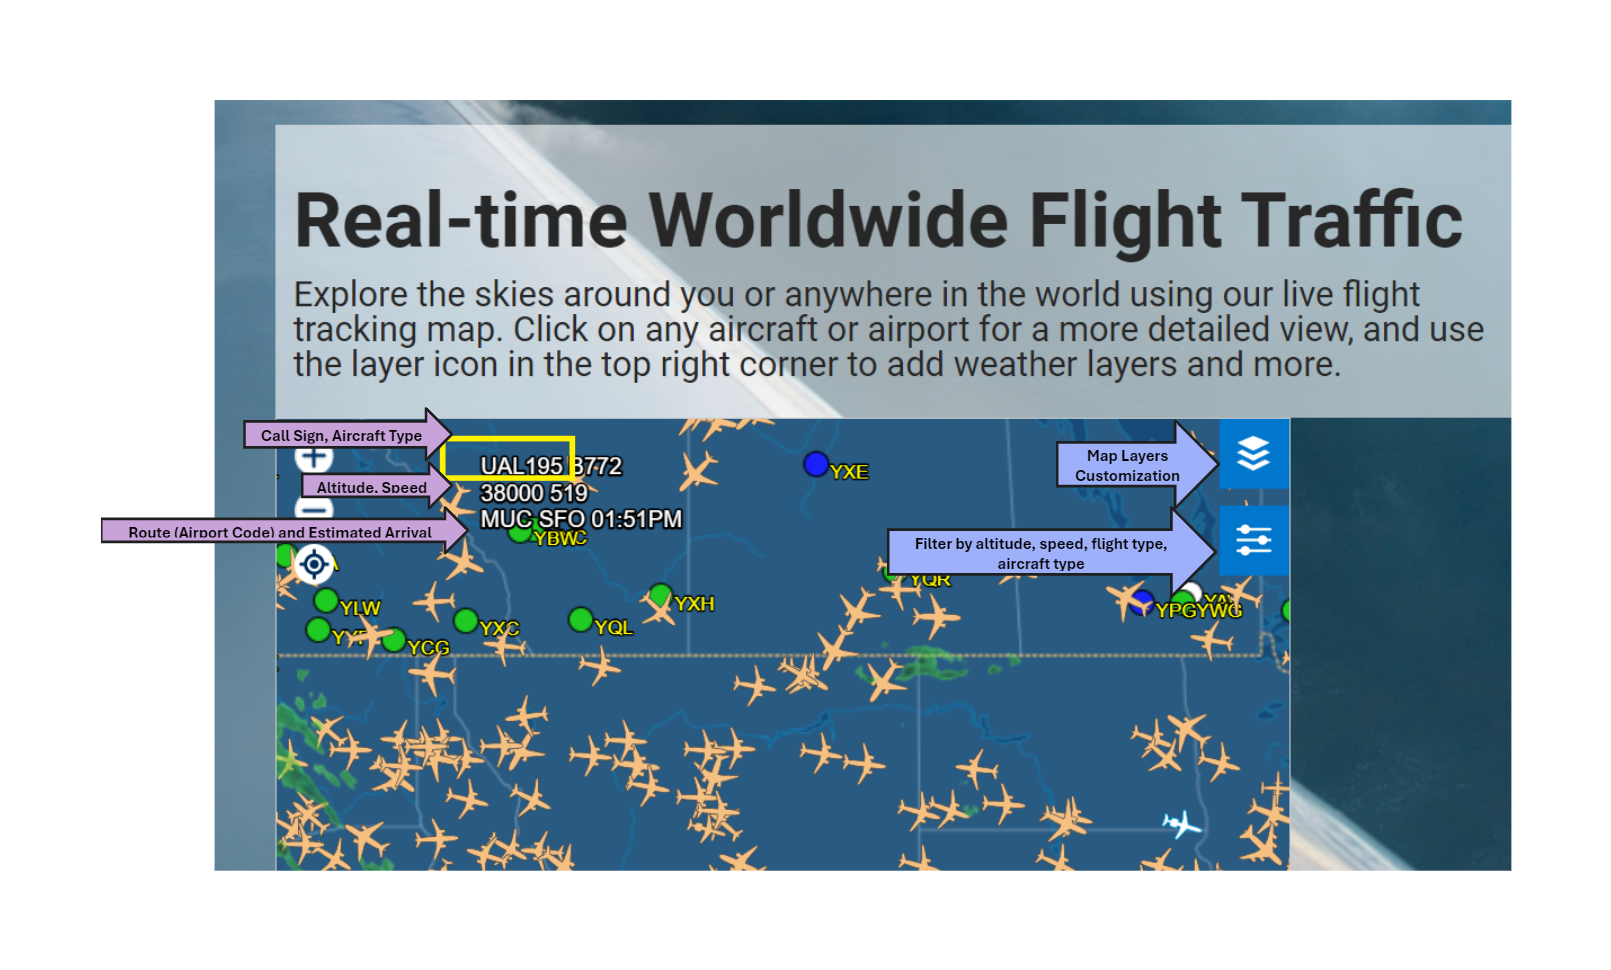 Real-time Worldwide Flight Traffic
Explore the skies around you or anywhere in the world using our live flight
tracking map. Click on any aircraft or airport for a more detailed view, and use
the layer icon in the top right corner to add weather layers and more.
Call Sign, Aircraft Type
UAL195 B772
Altitude. Speed
38000 519
Route (Airport Code) and Estimated Arrival
MUC SFO 01:51PM
YBW
YXE
Map Layers
Customization
Filter by altitude, speed, flight type,
aircraft type
YQR
YLW
YXH
YPG
YWG
YCG
YXC
YQL